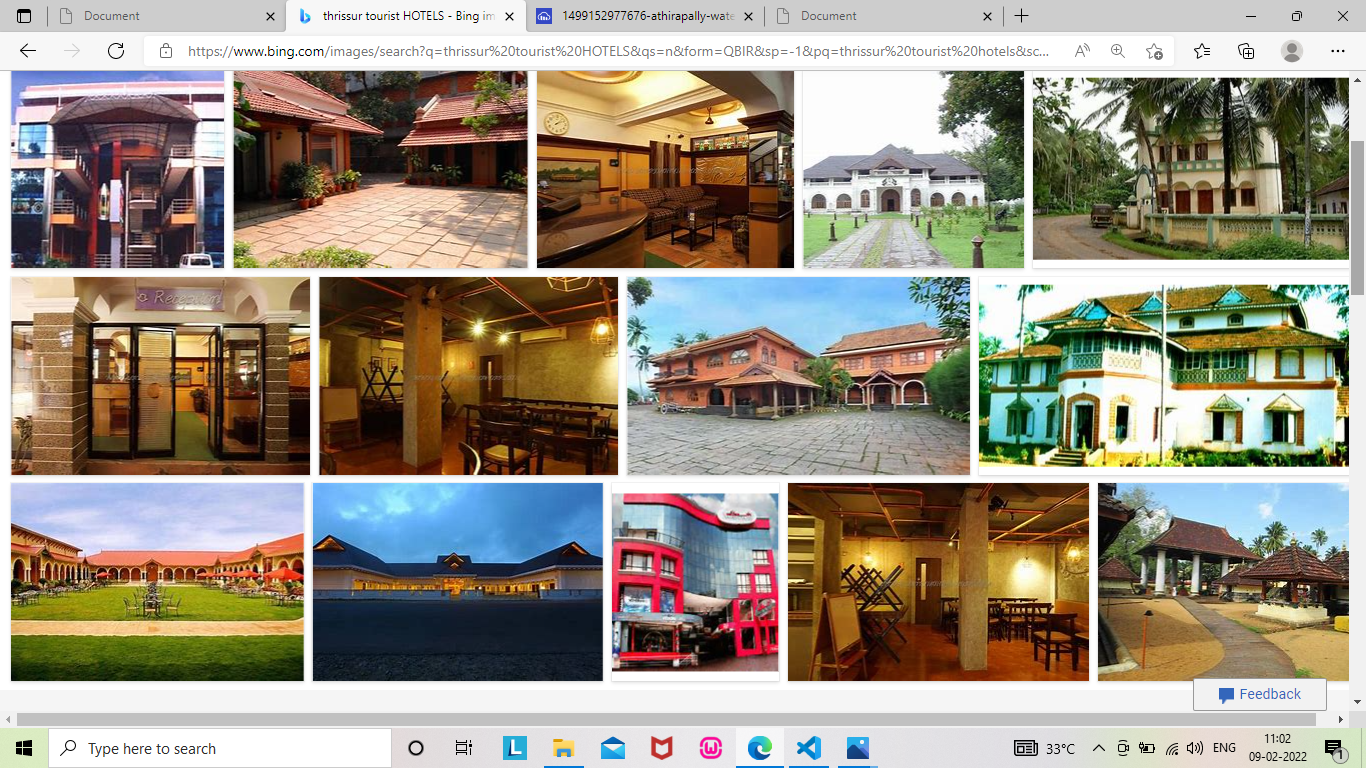 Document
thrissur tourist HOTELS - Bing im
1499152977676-athirapally-wate
Document
https://www.bing.com/images/search?q=thrissur%20tourist%20HOTELS&qs=n&form=QBIR&sp=-1&pq=thrissur%20tourist%20hotels&sc...
Reception
Feedback
Type here to search
L
33°C
ENG
11:02
09-02-2022
1